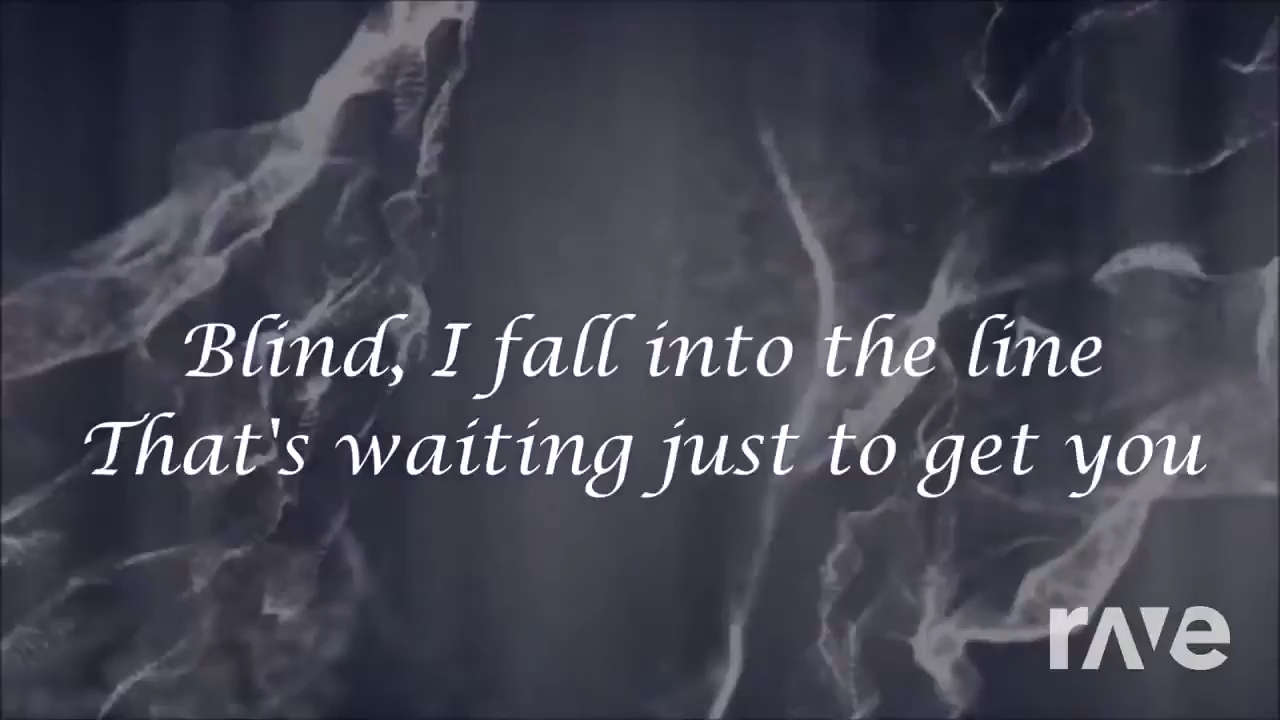 Blind, I fall into the line
That's waiting just to get you
rave